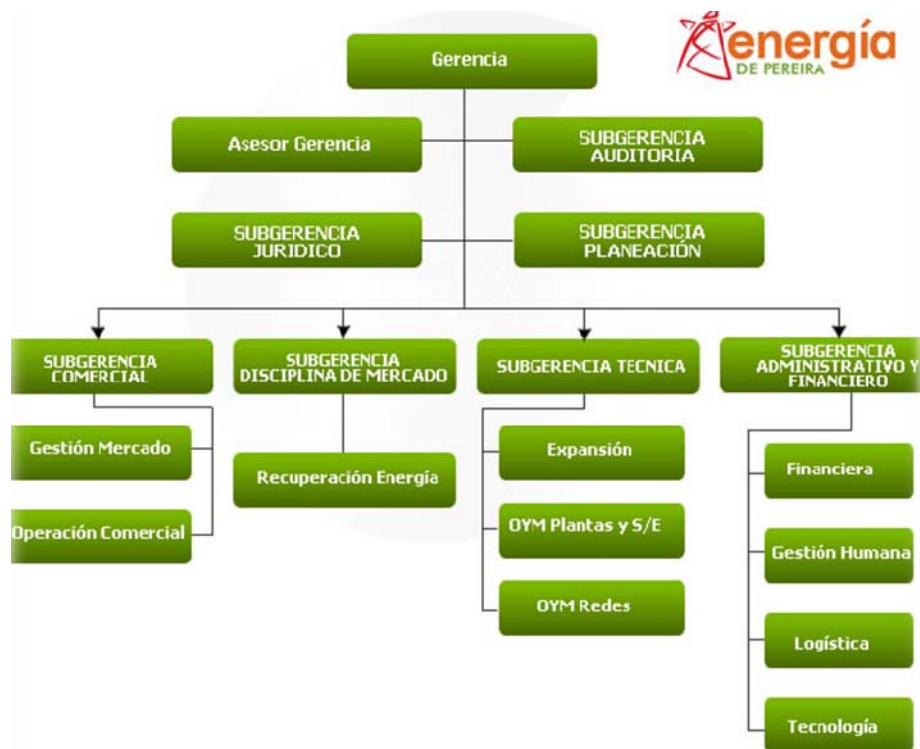 energía
DE PEREIRA
Gerencia
Asesor Gerencia
SUBGERENCIA
AUDITORIA
SUBGERENCIA
JURIDICO
SUBGERENCIA
PLANEACIÓN
SUBGERENCIA
COMERCIAL
SUBGERENCIA
DISCIPLINA DE MERCADO
SUBGERENCIA TECNICA
SUBGERENCIA
ADMINISTRATIVO Y
FINANCIERO
Gestión Mercado
Operación Comercial
Recuperación Energía
Expansión
OYM Plantas y S/E
OYM Redes
Financiera
Gestión Humana
Logística
Tecnología